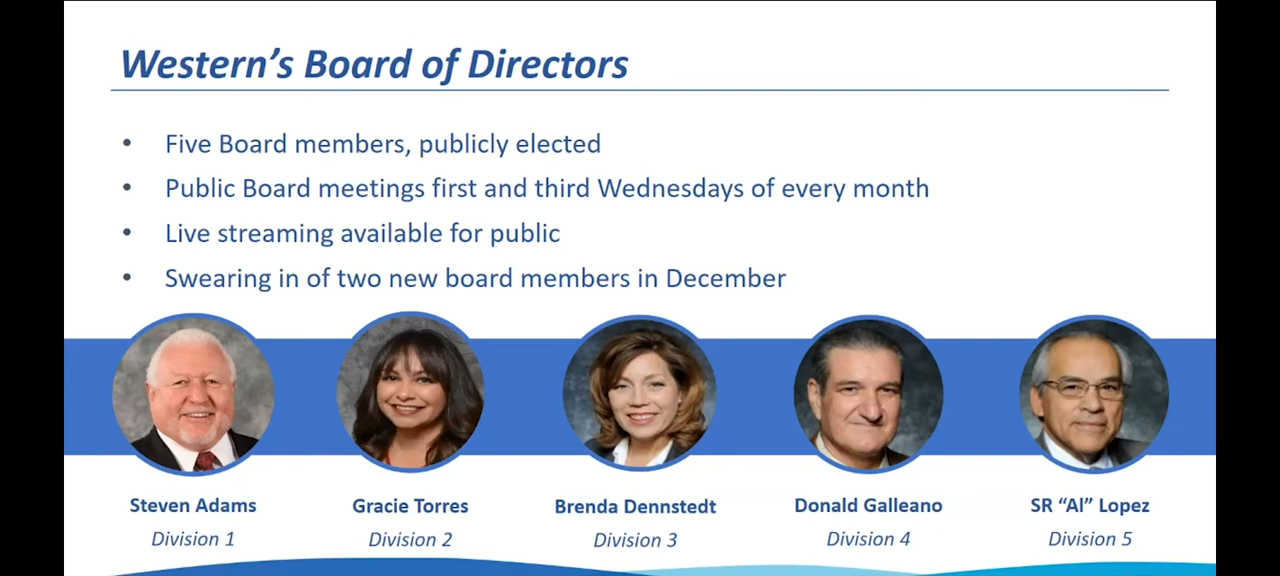 Western's Board of Directors
• Five Board members, publicly elected
• Public Board meetings first and third Wednesdays of every month
• Live streaming available for public
• Swearing in of two new board members in December
Steven Adams
Division 1
Gracie Torres
Division 2
Brenda Dennstedt
Division 3
Donald Galleano
Division 4
SR “Al” Lopez
Division 5